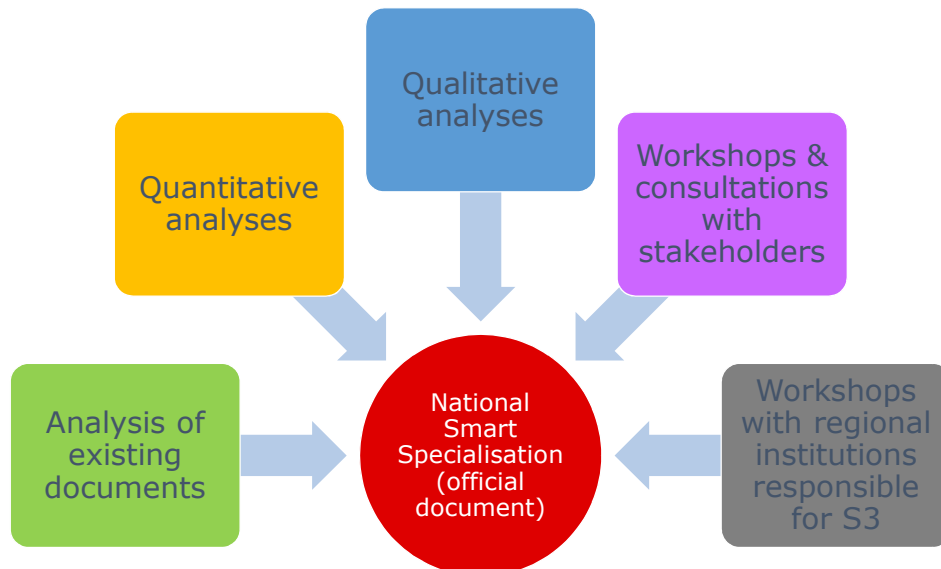 Qualitative
analyses
Quantitative
analyses
Workshops &
consultations
with
stakeholders
Analysis of
existing
documents
National
Smart
Specialisation
(official
document)
Workshops
with regional
institutions
responsible
for S3